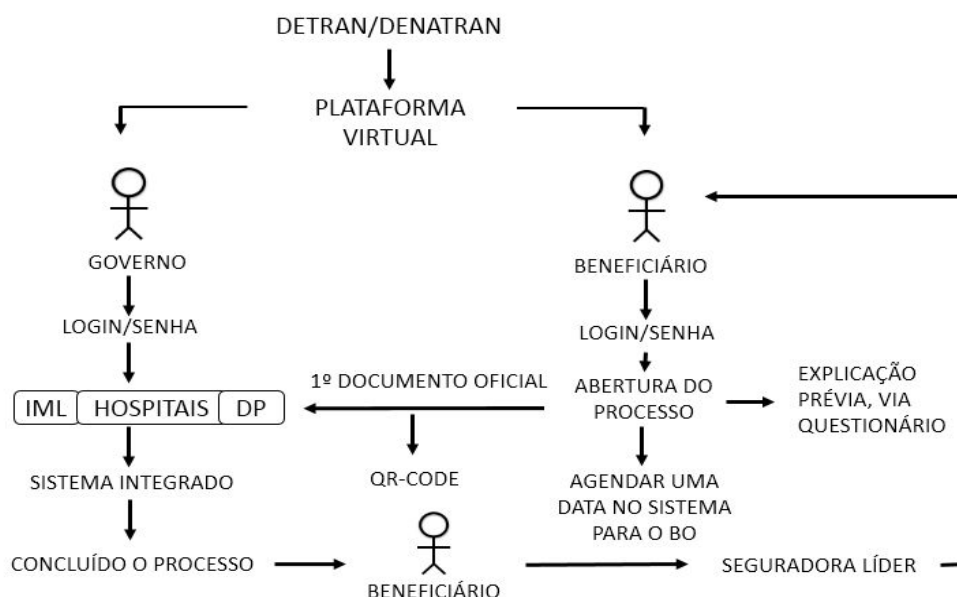 DETRAN/DENATRAN
PLATAFORMA
VIRTUAL
GOVERNO
BENEFICIÁRIO
LOGIN/SENHA
LOGIN/SENHA
IML HOSPITAIS DP
1º DOCUMENTO OFICIAL
ABERTURA DO
PROCESSO
EXPLICAÇÃO
PRÉVIA, VIA
QUESTIONÁRIO
SISTEMA INTEGRADO
QR-CODE
AGENDAR UMA
DATA NO SISTEMA
PARA O BO
CONCLUÍDO O PROCESSO
BENEFICIÁRIO
SEGURADORA LÍDER